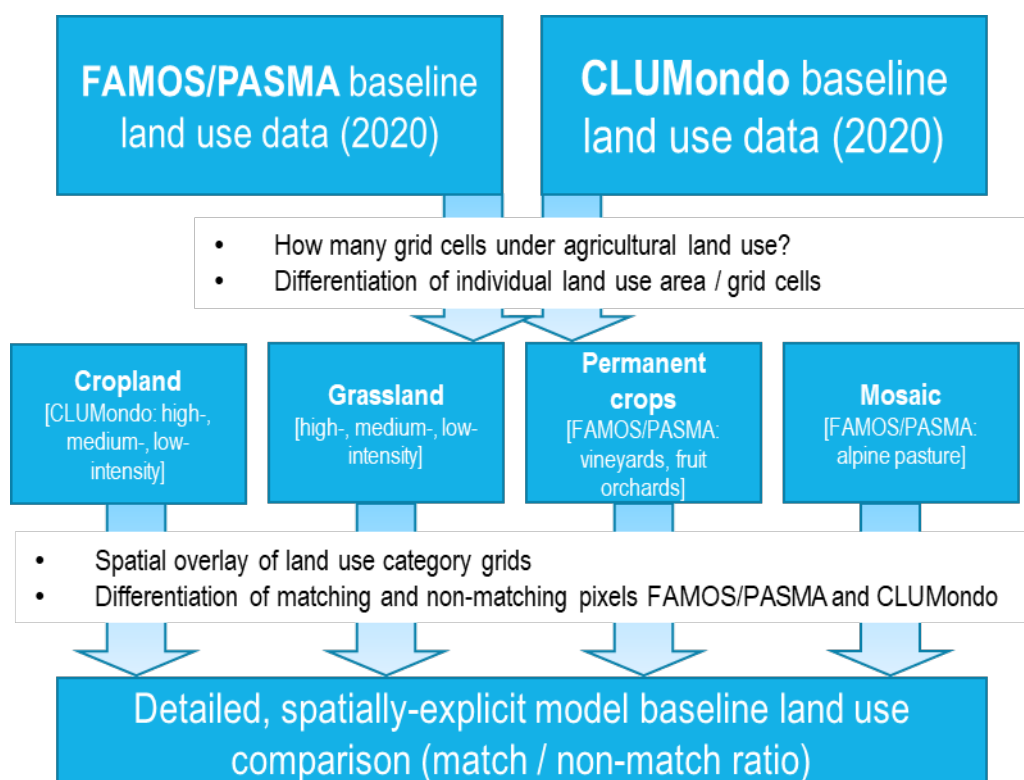 FAMOS/PASMA baseline
land use data (2020)
CLUMondo baseline
land use data (2020)
• How many grid cells under agricultural land use?
• Differentiation of individual land use area / grid cells
Cropland
[CLUMondo: high-,
medium-, low-
intensity]
Grassland
[high-, medium-, low-
intensity]
Permanent
crops
[FAMOS/PASMA:
vineyards, fruit
orchards]
Mosaic
[FAMOS/PASMA:
alpine pasture]
• Spatial overlay of land use category grids
• Differentiation of matching and non-matching pixels FAMOS/PASMA and CLUMondo
Detailed, spatially-explicit model baseline land use
comparison (match / non-match ratio)